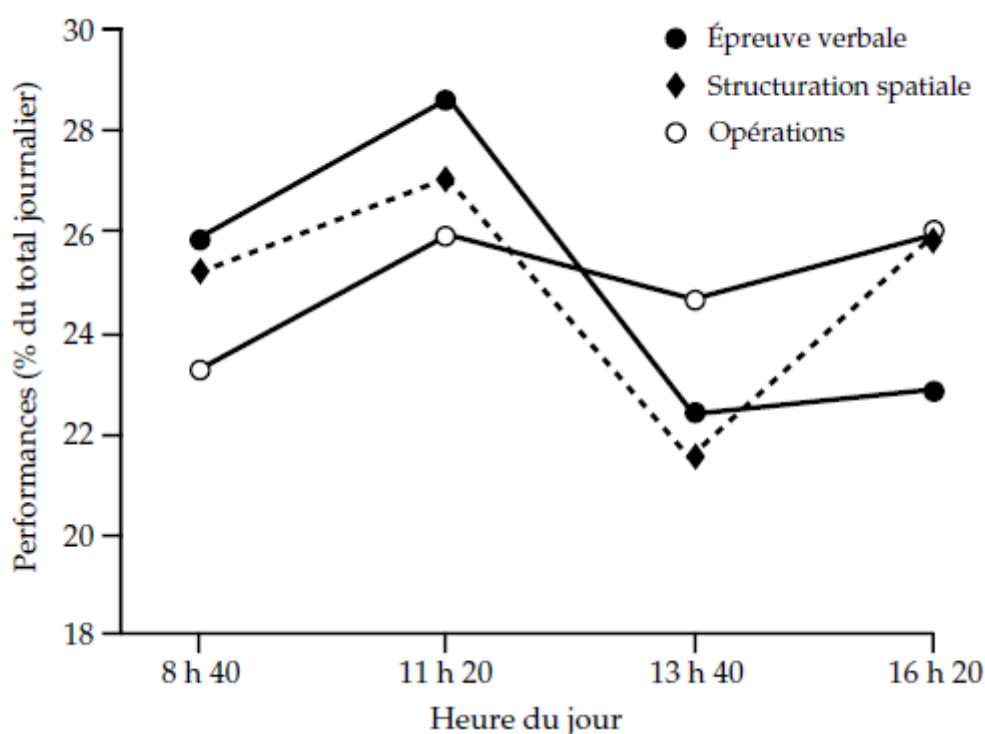 30
28
26
24
22
20
18
Performances (% du total journalier)
Épreuve verbale
Structuration spatiale
Opérations
8 h 40
11 h 20
13 h 40
16 h 20
Heure du jour